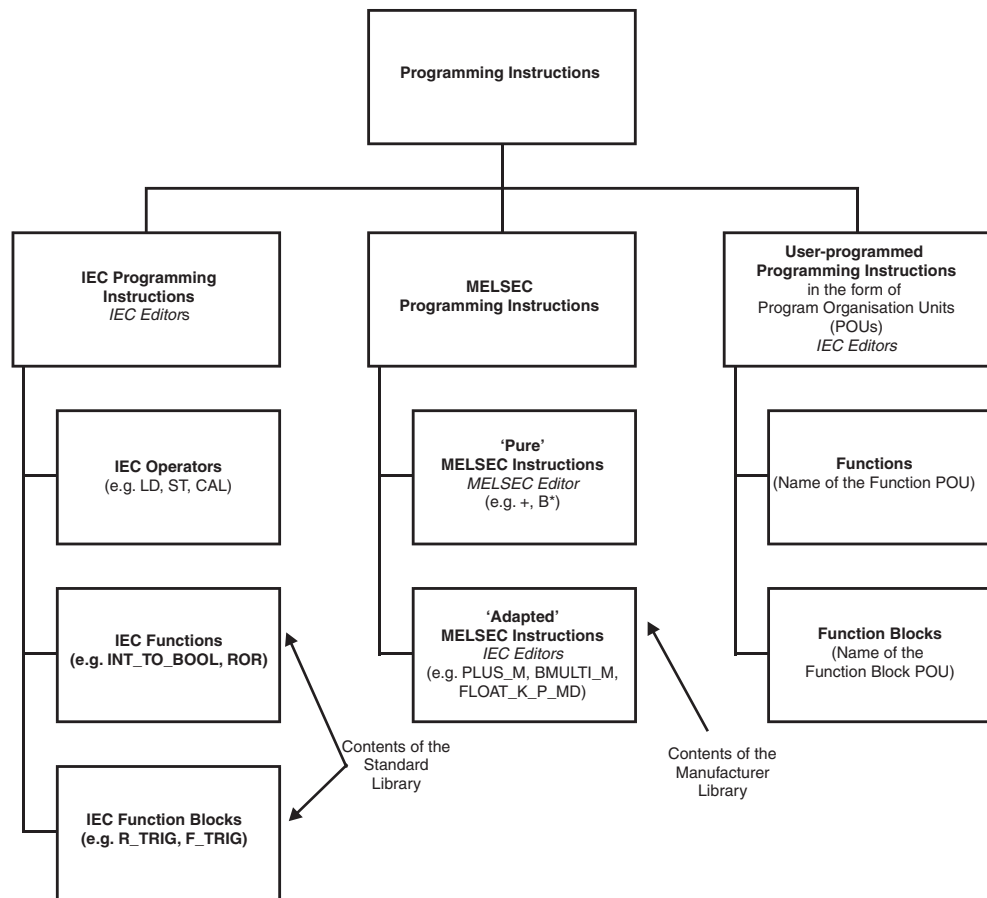 Programming Instructions
IEC Programming
Instructions
IEC Editors
MELSEC
Programming Instructions
User-programmed
Programming Instructions
in the form of
Program Organisation Units
(POUs)
IEC Editors
IEC Operators
(e.g. LD, ST, CAL)
'Pure'
MELSEC Instructions
MELSEC Editor
(e.g. +, B*)
Functions
(Name of the Function POU)
IEC Functions
(e.g. INT_TO_BOOL, ROR)
'Adapted'
MELSEC Instructions
IEC Editors
(e.g. PLUS_M, BMULTI_M,
FLOAT_K_P_MD)
Function Blocks
(Name of the
Function Block POU)
Contents of the
Standard
Library
Contents of the
Manufacturer
Library
IEC Function Blocks
(e.g. R_TRIG, F_TRIG)